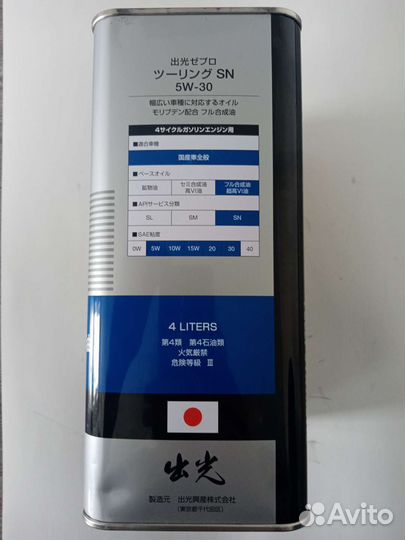 出光ゼプロ
ツーリング SN
5W-30
幅広い車種に対応するオイル
モリブデン配合 フル合成油
4サイクルガソリンエンジン用
■適合車種
国産車全般
■ベースオイル
鉱物油 セミ合成油 高VI油 フル合成油 超高VI油
■APIサービス分類
SL SM SN
■SAE粘度
0W 5W 10W 15W 20 30 40
4 LITERS
第4類 第4石油類
火気厳禁
危険等級 Ⅲ
出光
製造元 出光興産株式会社
(東京都千代田区)
Avito